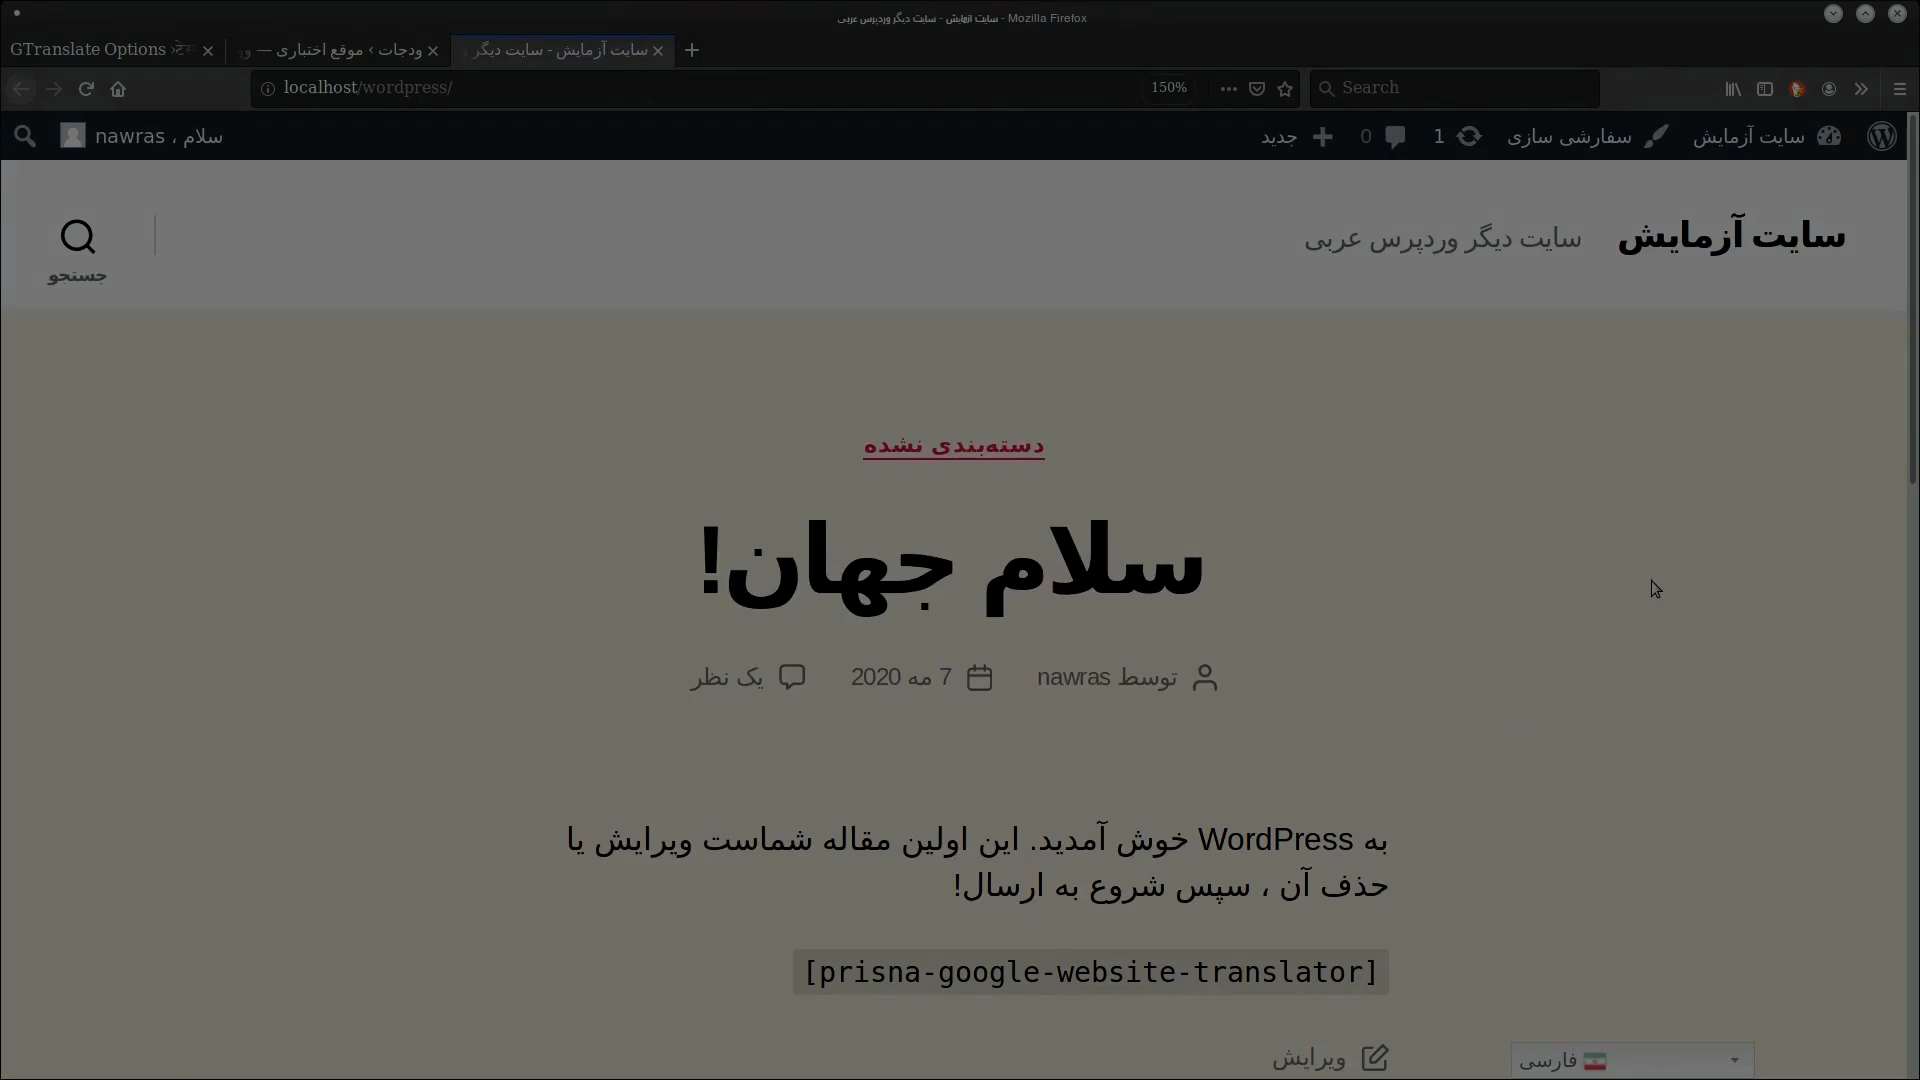 سایت آزمایش - سایت دیگر وردپرس عربی - Mozilla Firefox
GTranslate Options ‹
ودجات ‹ موقع اختباری — ور
سایت آزمایش - سایت دیگر
localhost/wordpress/
150%
Search
سایت آزمایش
سفارشی سازی
1
0
جدید
سلام ، nawras
سایت آزمایش
سایت دیگر وردپرس عربی
جستجو
دسته‌بندی نشده
سلام جهان!
توسط nawras
7 مه 2020
یک نظر
به WordPress خوش آمدید. این اولین مقاله شماست ویرایش یا
حذف آن ، سپس شروع به ارسال!
[prisna-google-website-translator]
ویرایش
فارسی